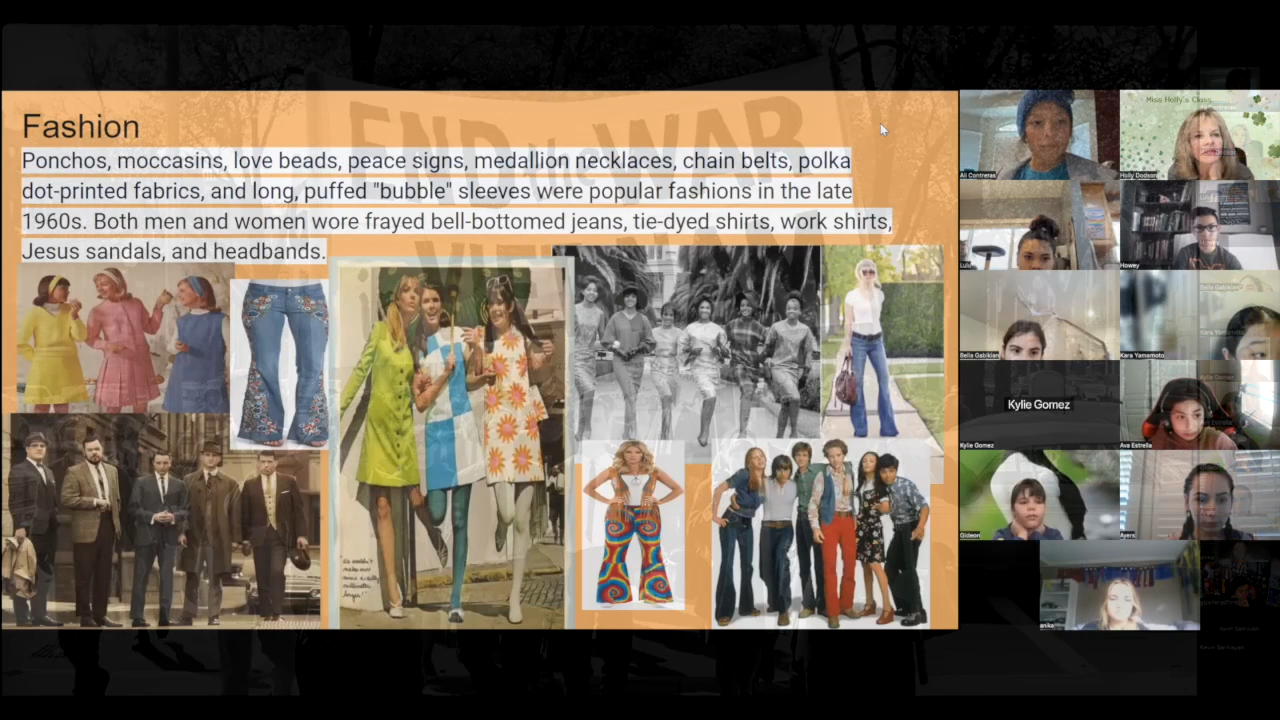 Fashion
Ponchos, moccasins, love beads, peace signs, medallion necklaces, chain belts, polka
dot-printed fabrics, and long, puffed "bubble" sleeves were popular fashions in the late
1960s. Both men and women wore frayed bell-bottomed jeans, tie-dyed shirts, work shirts,
Jesus sandals, and headbands.
END the WAR
Miss Holly's Class
Ali Contreras
Holly Dodson
Howey
Bella Gabikian
Kara Yamamoto
Kylie Gomez
Kylie Gomez
Ava Estrella
Gideon
Ayers
anika